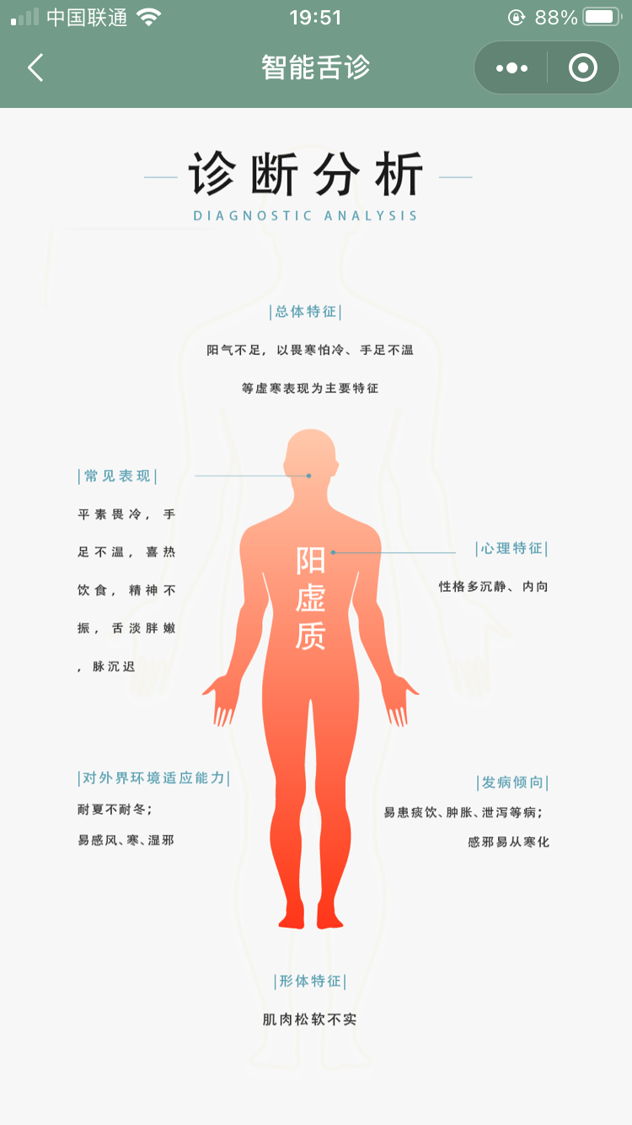 中国联通
19:51
88%
智能舌诊
诊断分析
DIAGNOSTIC ANALYSIS
|总体特征|
阳气不足，以畏寒怕冷、手足不温
等虚寒表现为主要特征
|常见表现|
平素畏冷，手
足不温，喜热
饮食，精神不
振，舌淡胖嫩
，脉沉迟
阳
虚
质
|心理特征|
性格多沉静、内向
|对外界环境适应能力|
耐夏不耐冬；
易感风、寒、湿邪
|发病倾向|
易患痰饮、肿胀、泄泻等病；
感邪易从寒化
|形体特征|
肌肉松软不实